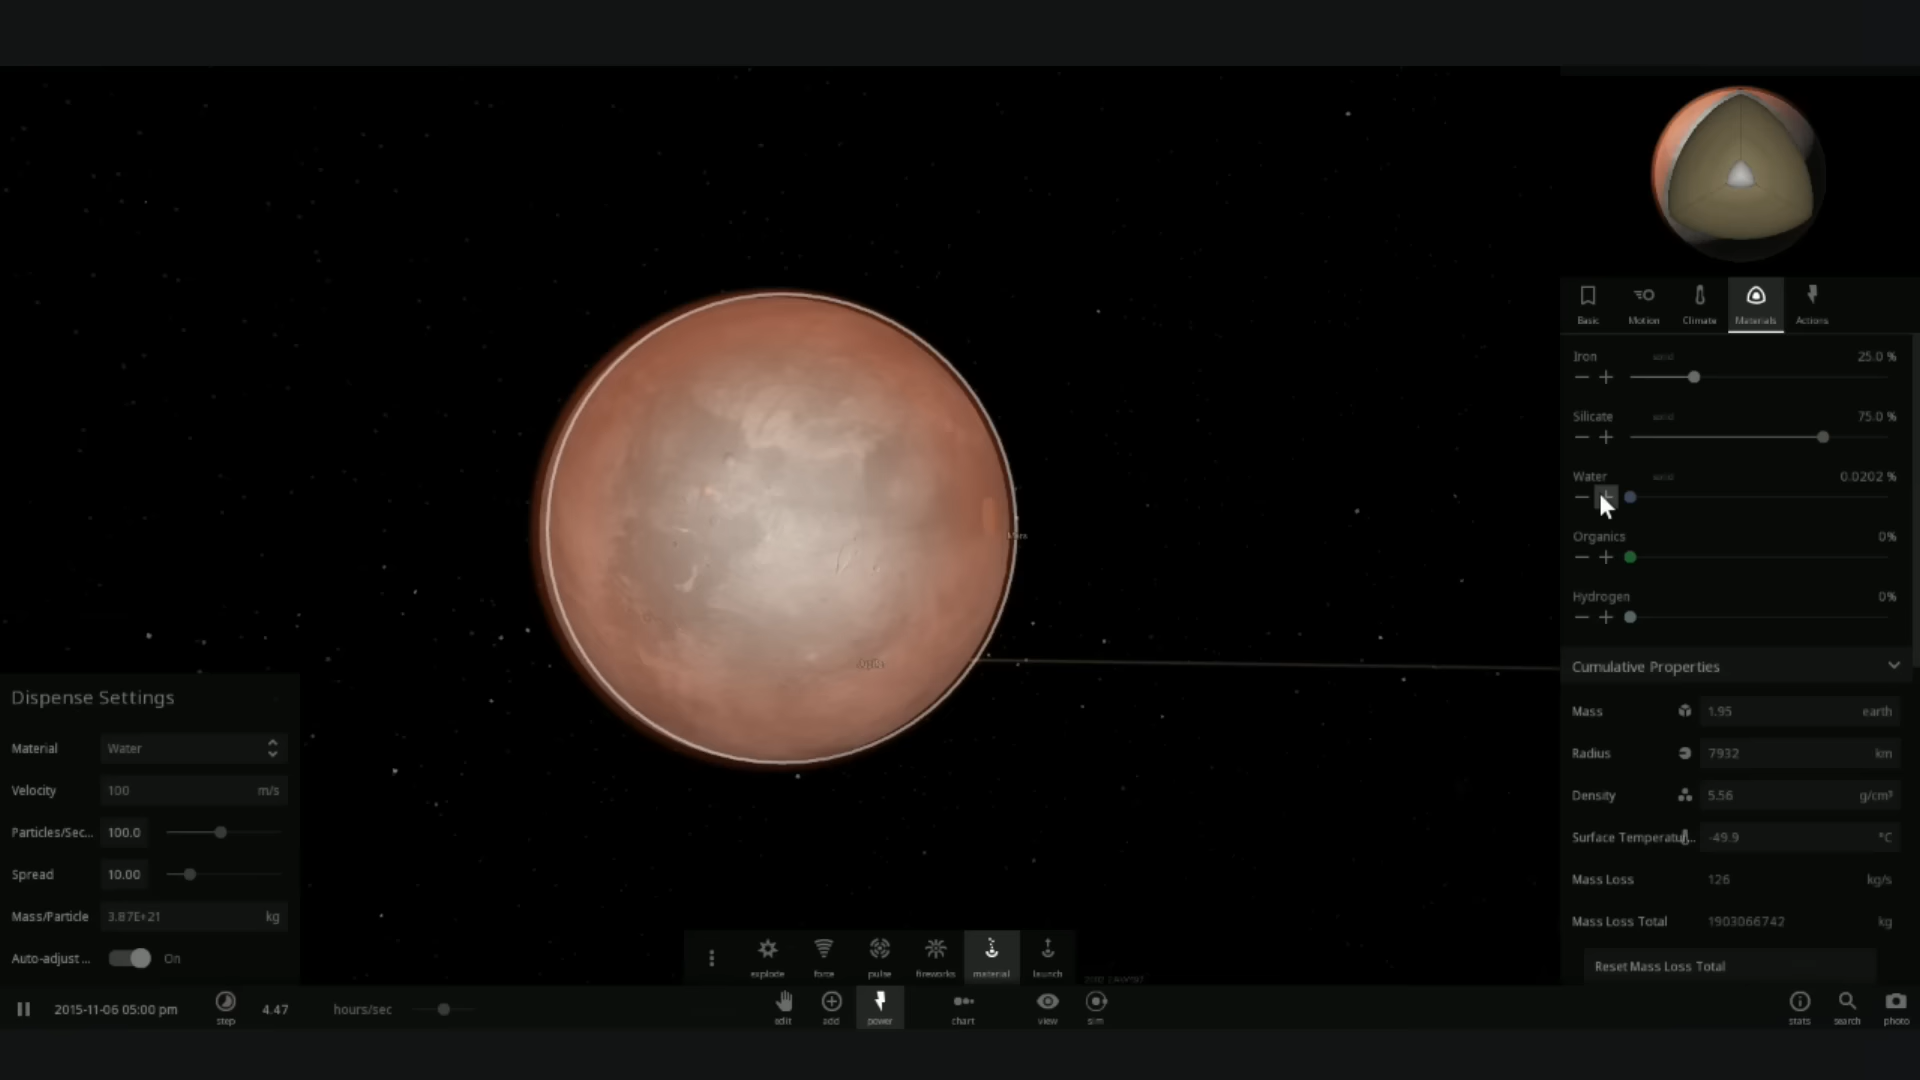 Basic Motion Climate Materials Actions
Iron solid 25.0 %
Silicate solid 75.0 %
Water solid 0.0202 %
Organics 0%
Hydrogen 0%
Cumulative Properties
Mass 1.95 earth
Radius 7932 km
Density 5.56 g/cm³
Surface Temperatu... -49.9 °C
Mass Loss 126 kg/s
Mass Loss Total 1903066742 kg
Reset Mass Loss Total
Mars
Dispense Settings
Material Water
Velocity 100 m/s
Particles/Sec... 100.0
Spread 10.00
Mass/Particle 3.87E+21 kg
Auto-adjust ... On
explode force pulse fireworks material launch
2015-11-06 05:00 pm step 4.47 hours/sec edit add power chart view sim stats search photo